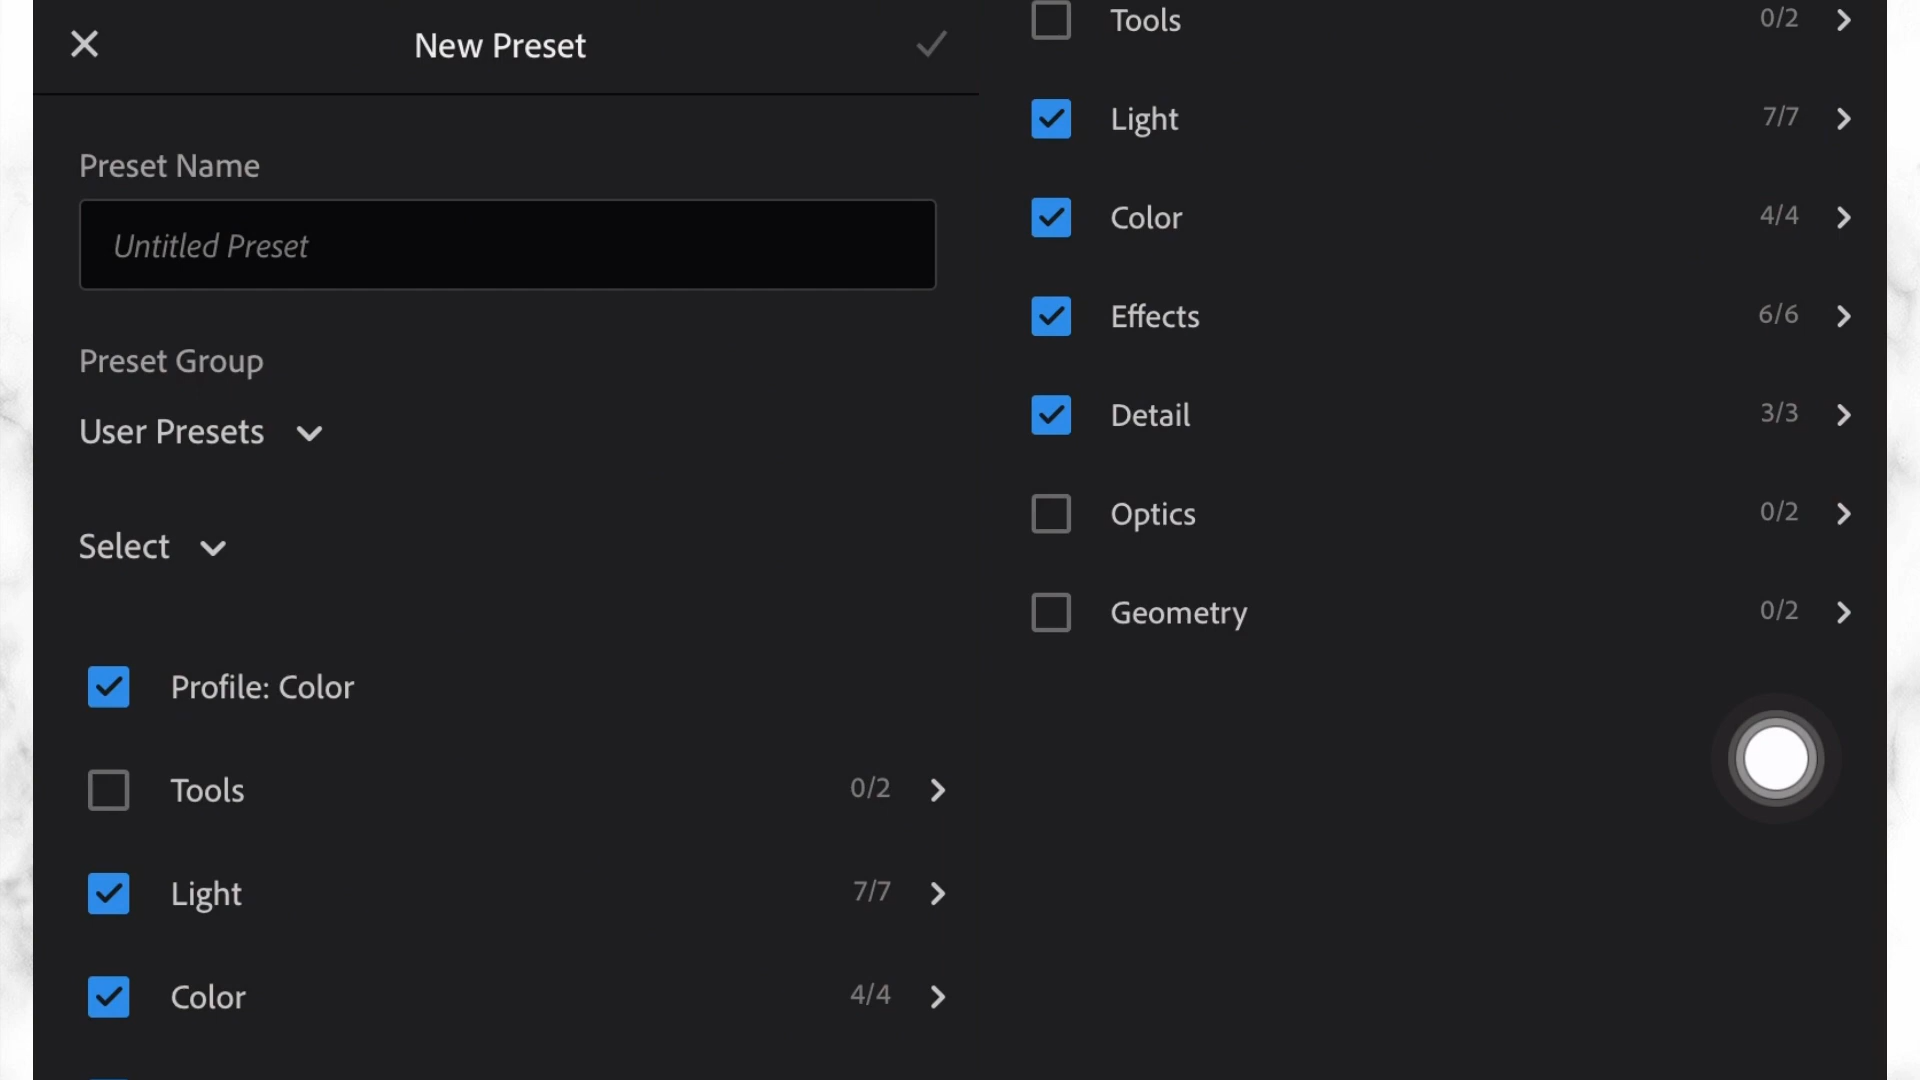 New Preset
Preset Name
Untitled Preset
Preset Group
User Presets
Select
Profile: Color
Tools 0/2
Light 7/7
Color 4/4
Tools 0/2
Light 7/7
Color 4/4
Effects 6/6
Detail 3/3
Optics 0/2
Geometry 0/2